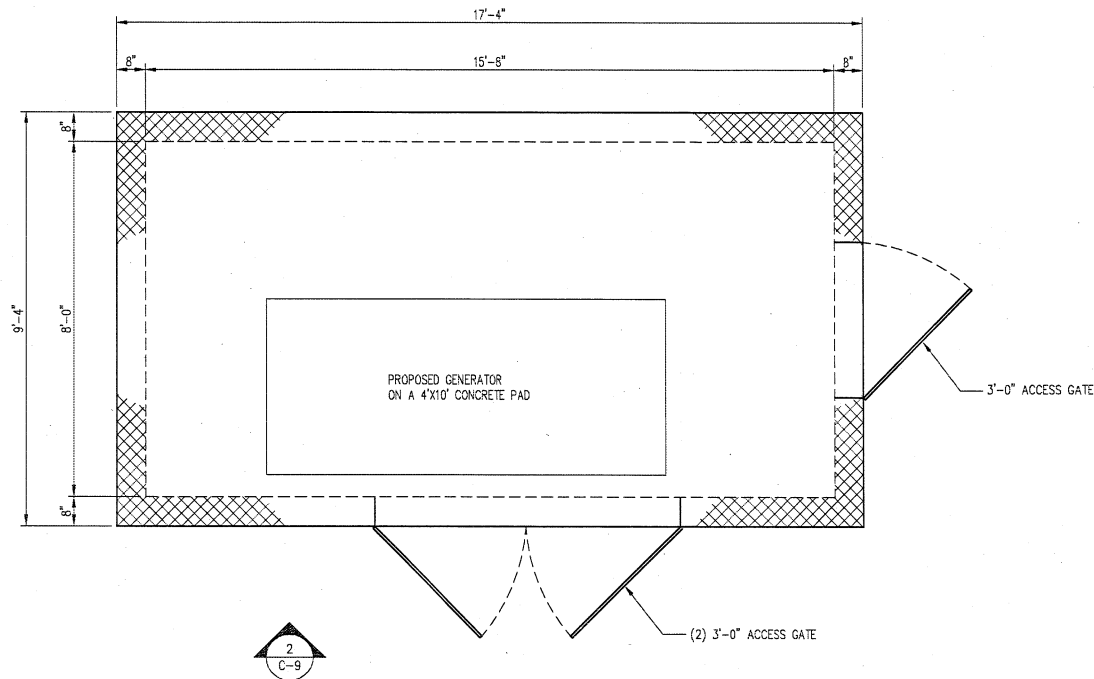 17'-4"
8"
15'-6"
8"
8"
9'-4"
8'-0"
8"
PROPOSED GENERATOR
ON A 4'X10' CONCRETE PAD
3'-0" ACCESS GATE
(2) 3'-0" ACCESS GATE
2
C-9